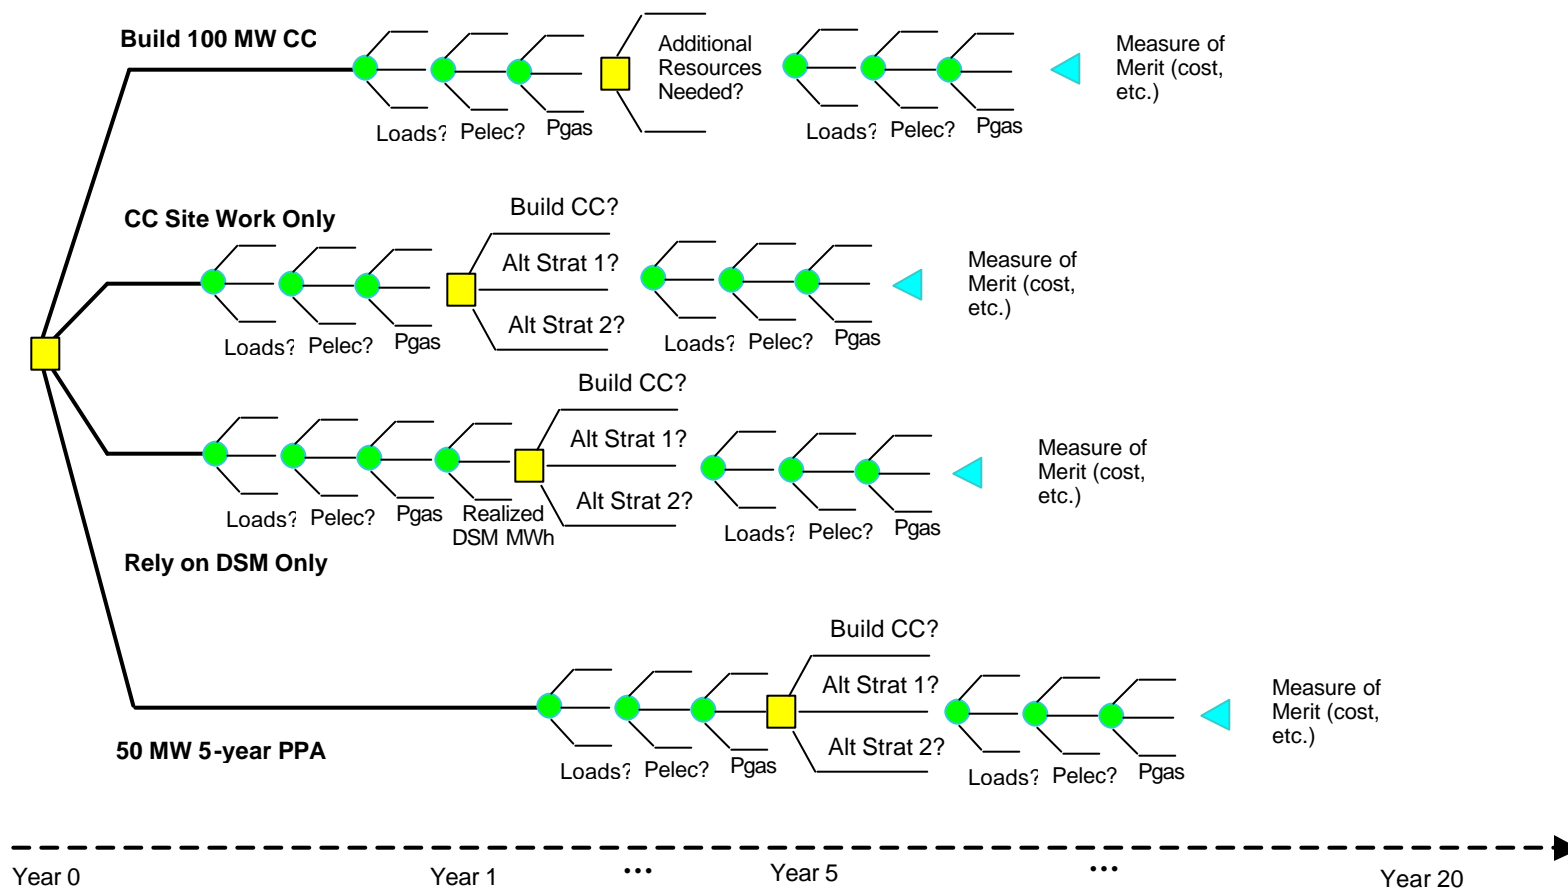 Build 100 MW CC
Additional
Resources
Needed?
Measure of
Merit (cost,
etc.)
Loads?
Pelec?
Pgas
Loads?
Pelec?
Pgas
CC Site Work Only
Build CC?
Alt Strat 1?
Alt Strat 2?
Measure of
Merit (cost,
etc.)
Loads?
Pelec?
Pgas
Loads?
Pelec?
Pgas
Build CC?
Alt Strat 1?
Alt Strat 2?
Measure of
Merit (cost,
etc.)
Loads?
Pelec?
Pgas
Realized
DSM MWh
Loads?
Pelec?
Pgas
Rely on DSM Only
Build CC?
Alt Strat 1?
Alt Strat 2?
Measure of
Merit (cost,
etc.)
50 MW 5-year PPA
Loads?
Pelec?
Pgas
Loads?
Pelec?
Pgas
Year 0
Year 1
...
Year 5
...
Year 20